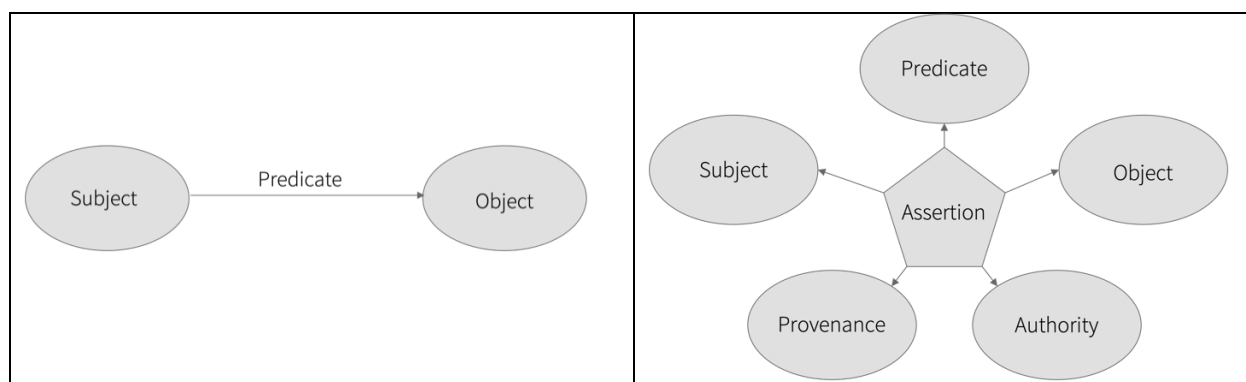 Predicate
Subject
Object
Predicate
Subject
Object
Assertion
Provenance
Authority